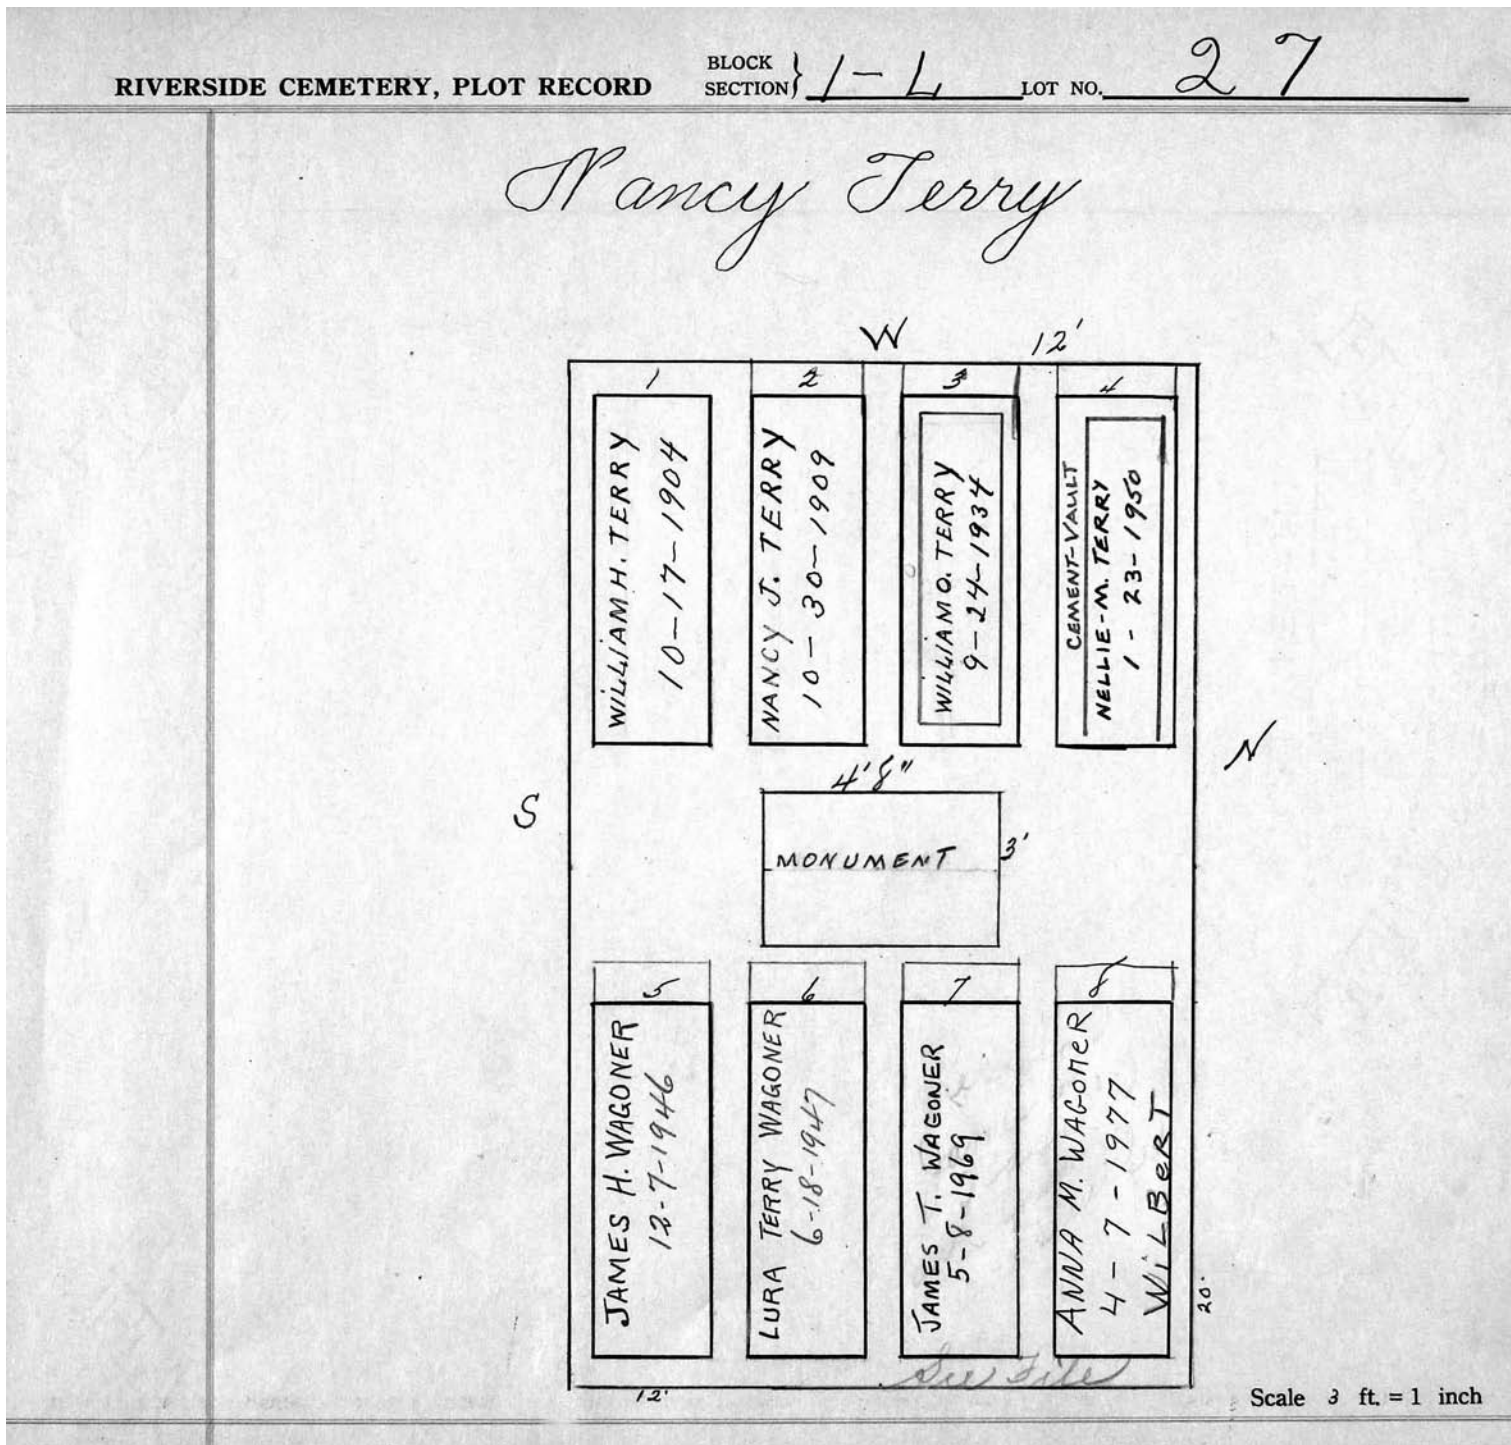 RIVERSIDE CEMETERY, PLOT RECORD BLOCK SECTION} 1-L LOT NO. 27
Nancy Terry
W 12'
1 2 3 4
WILLIAM H. TERRY
10-17-1904
NANCY J. TERRY
10-30-1909
WILLIAM O. TERRY
9-24-1934
CEMENT-VAULT
NELLIE-M. TERRY
1-23-1950
N
S
4' 8"
MONUMENT 3'
5 6 7 8
JAMES H. WAGONER
12-7-1946
LURA TERRY WAGONER
6-18-1947
JAMES T. WAGONER
5-8-1969
ANNA M. WAGONER
4-7-1977
WILBERT
20'
See File
12'
Scale 3 ft. = 1 inch